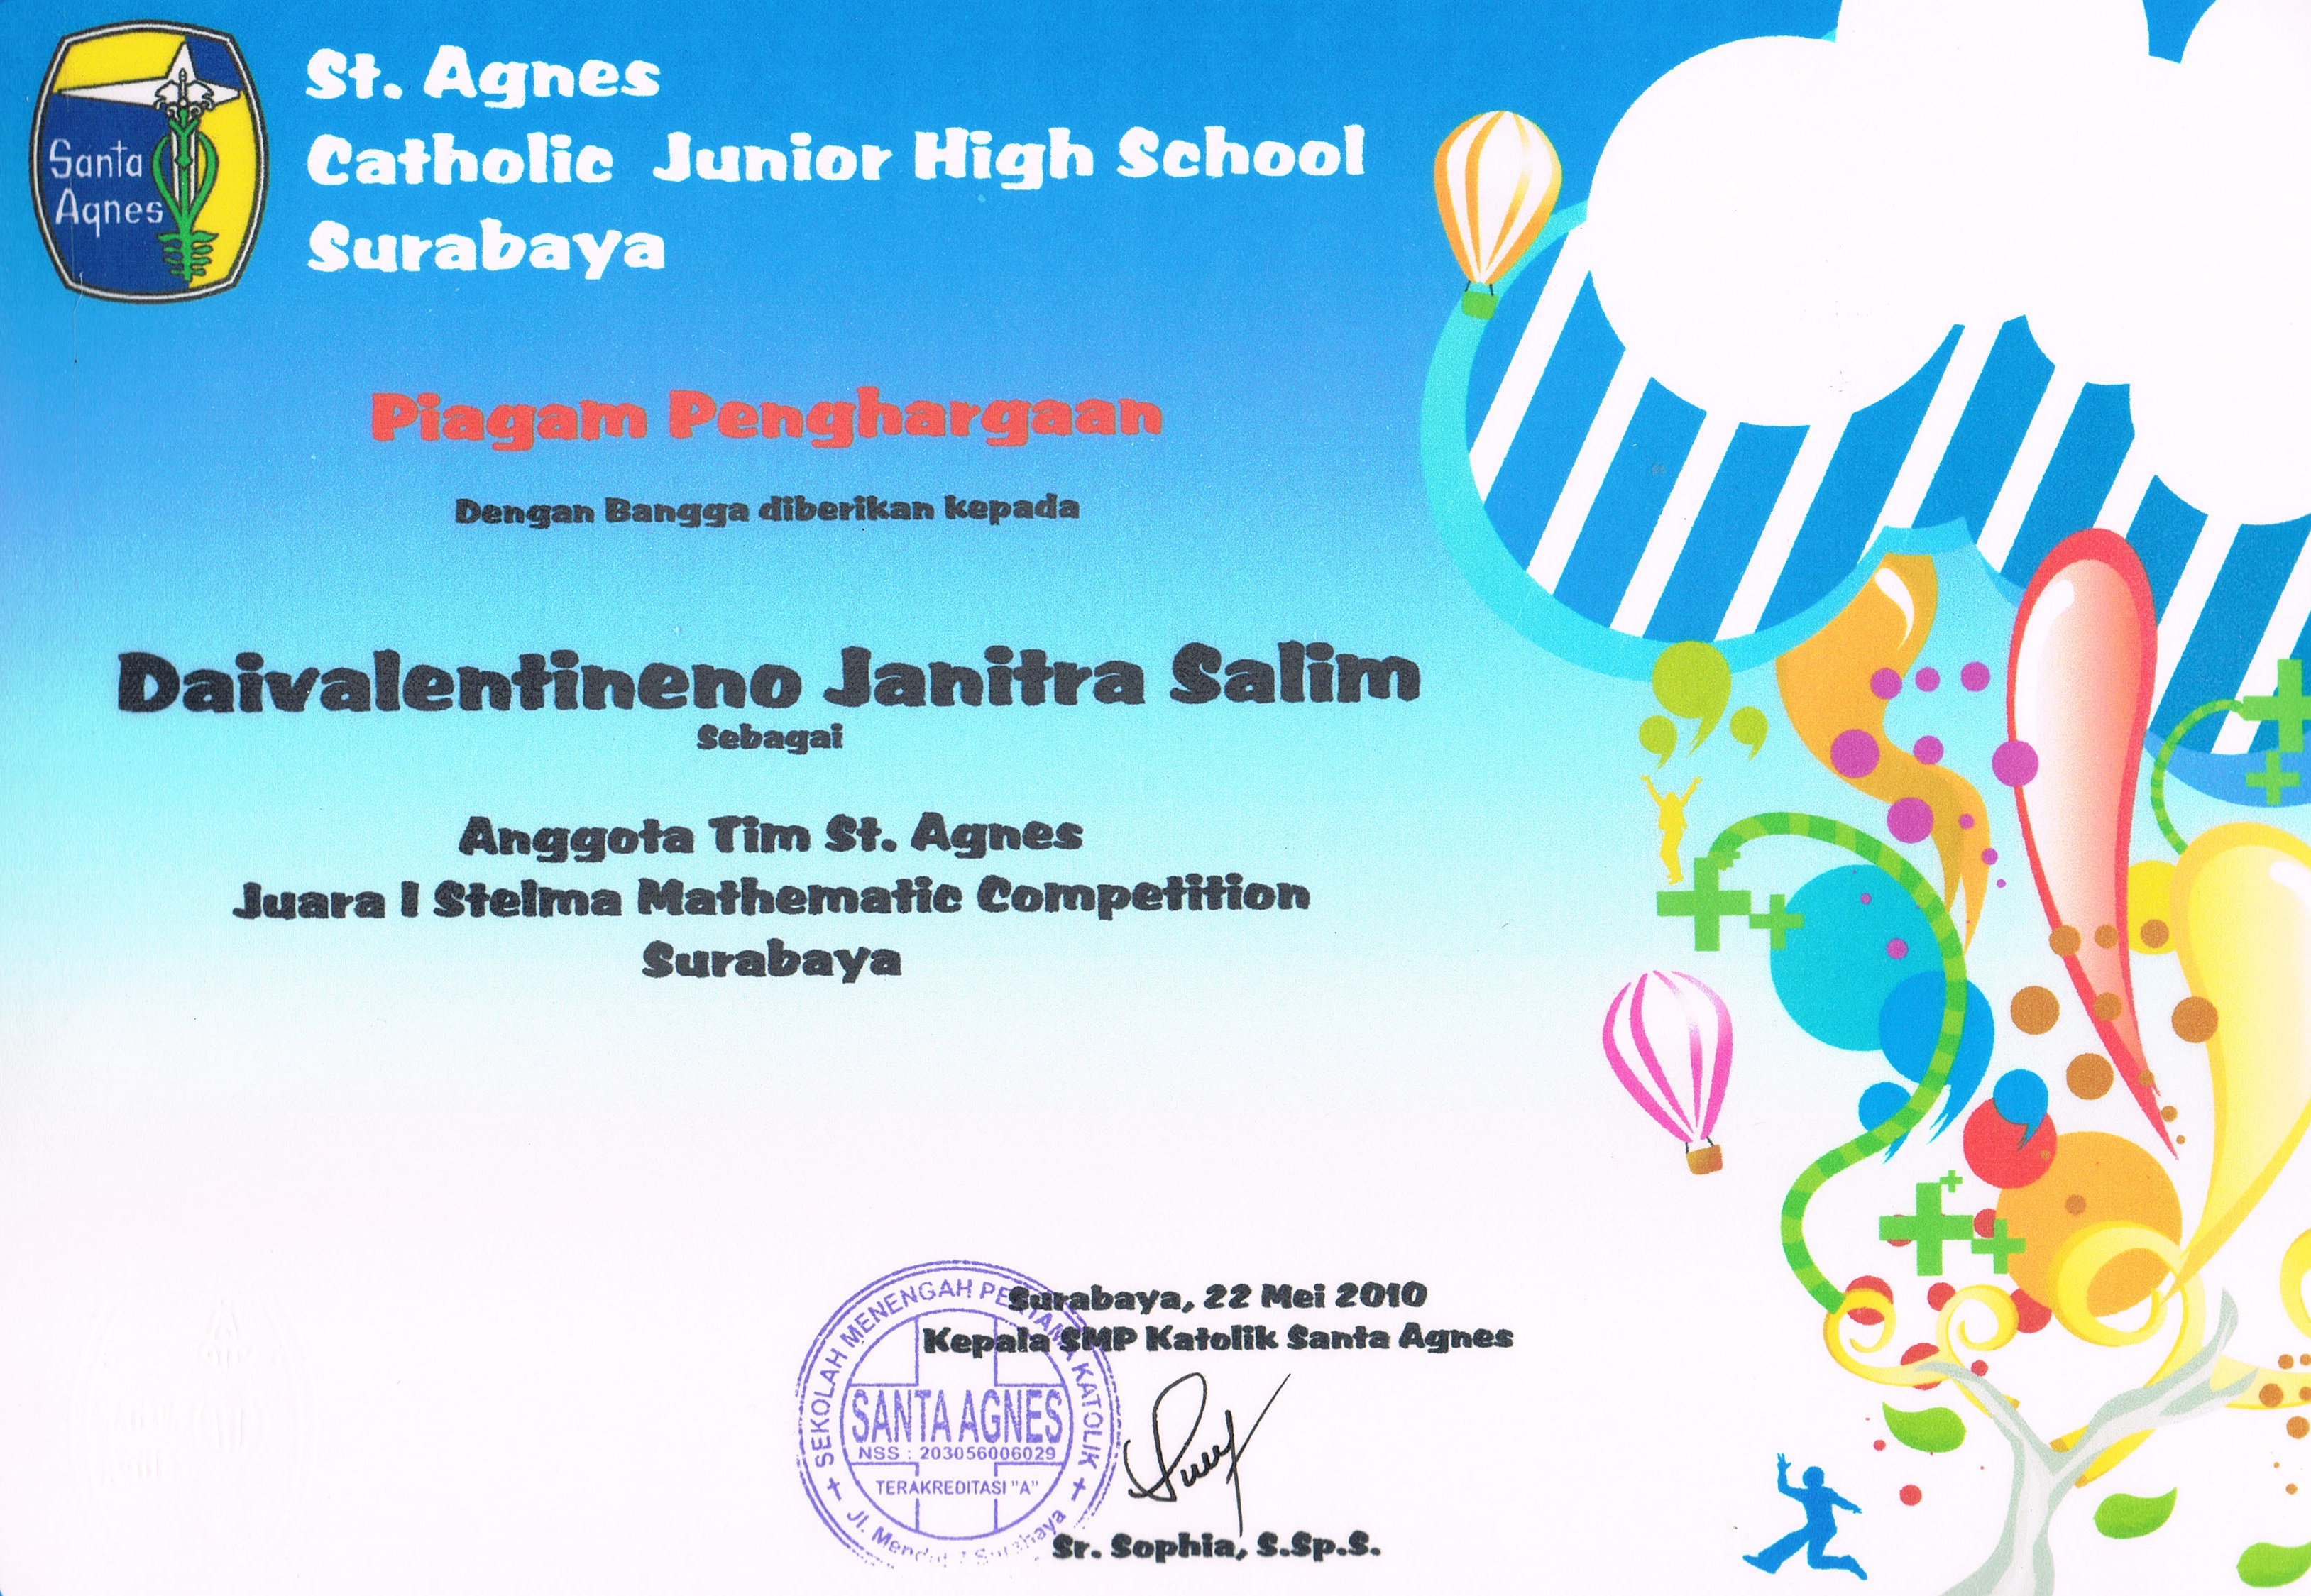 Santa
Agnes
St. Agnes
Catholic Junior High School
Surabaya
Piagam Penghargaan
Dengan Bangga diberikan kepada
Daivalentineno Janitra Salim
Sebagai
Anggota Tim St. Agnes
Juara I Stelma Mathematic Competition
Surabaya
Surabaya, 22 Mei 2010
Kepala SMP Katolik Santa Agnes
SEKOLAH MENENGAH PERTAMA KATOLIK
SANTA AGNES
NSS : 203056006029
TERAKREDITASI "A"
Jl. Surabaya
Sr. Sophia, S.Sp.S.
SANTA
AGNES